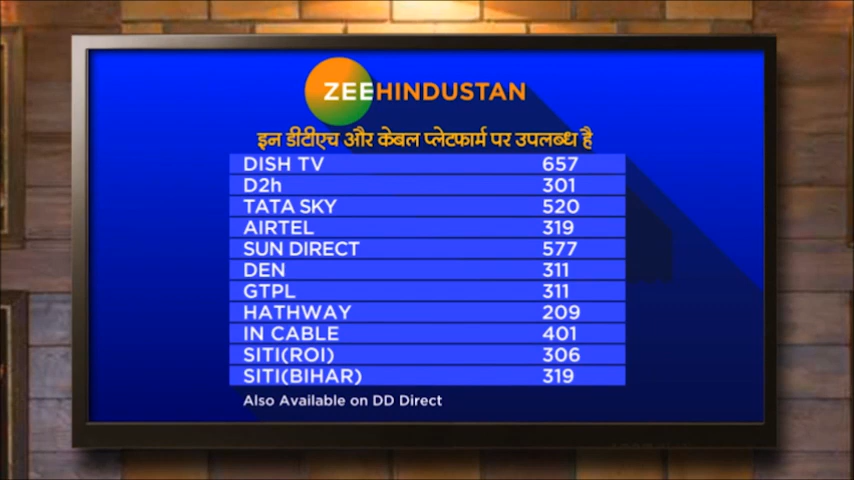 ZEEHINDUSTAN
इन डीटीएच और केबल प्लेटफार्म पर उपलब्ध है
DISH TV 657
D2h 301
TATA SKY 520
AIRTEL 319
SUN DIRECT 577
DEN 311
GTPL 311
HATHWAY 209
IN CABLE 401
SITI(ROI) 306
SITI(BIHAR) 319
Also Available on DD Direct